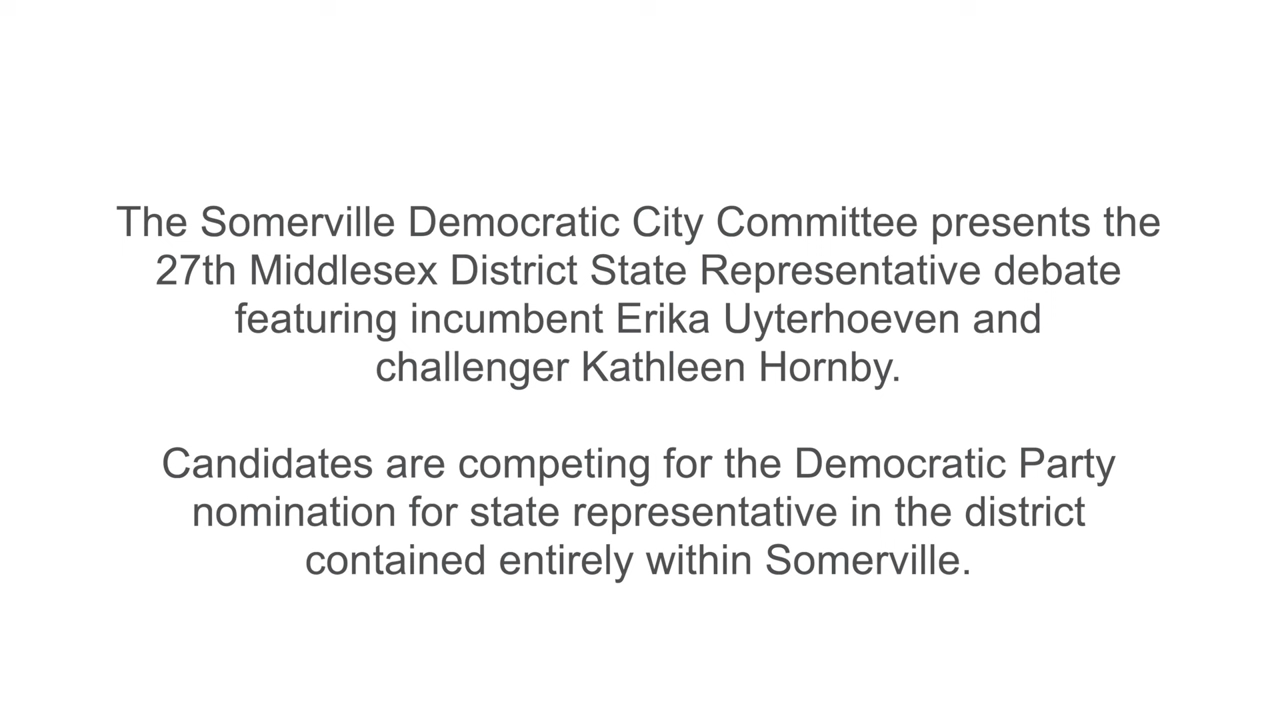 The Somerville Democratic City Committee presents the
27th Middlesex District State Representative debate
featuring incumbent Erika Uyterhoeven and
challenger Kathleen Hornby.
Candidates are competing for the Democratic Party
nomination for state representative in the district
contained entirely within Somerville.